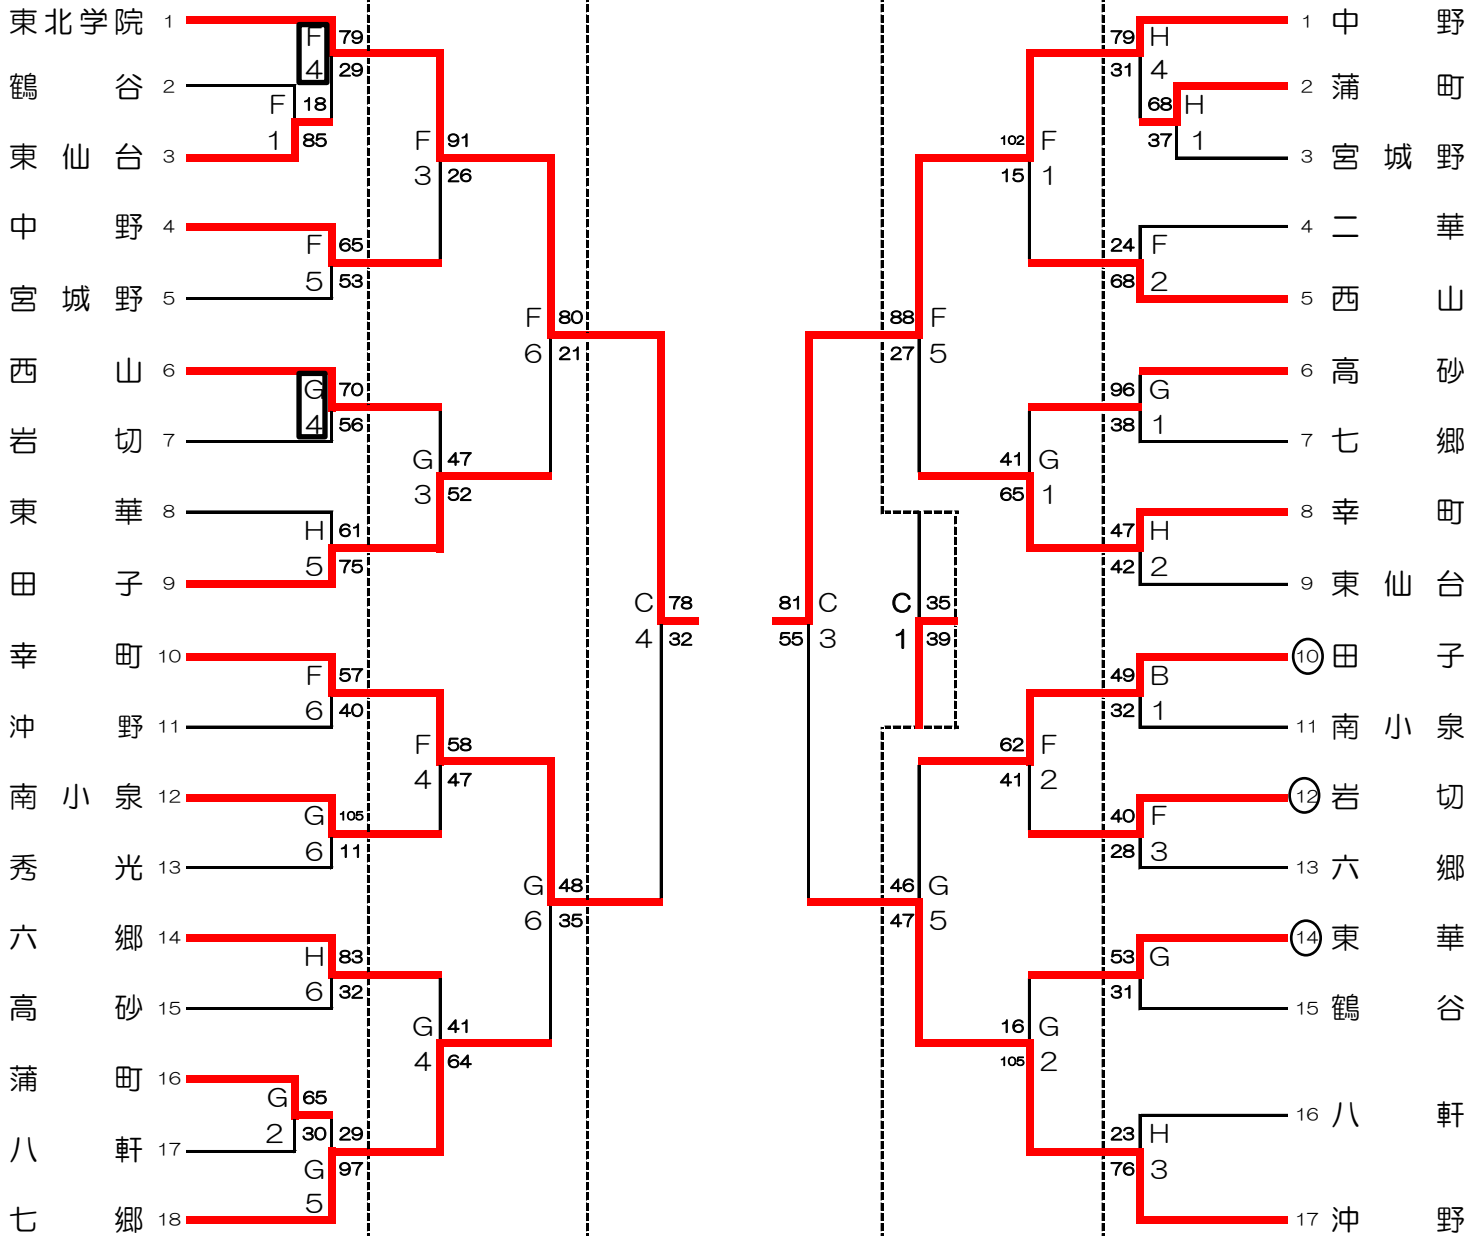 東北学院 1 F 79 79 H 1 中野
4 29 31 4
鶴谷 2 F 18 68 H 2 蒲町
1 85 37 1
東仙台 3 F 91 102 F 3 宮城野
3 26 15 1
中野 4 F 65 24 F 4 二華
5 53 68 2
宮城野 5 F 80 88 F 5 西山
6 21 27 5
西山 6 G 70 96 G 6 高砂
4 56 38 1
岩切 7 G 47 41 G 7 七郷
3 52 65 1
東華 8 H 61 47 H 8 幸町
5 75 42 2
田子 9 9 東仙台
C 78 81 C C 35
4 32 55 3 1 39
幸町 10 F 57 49 B 10 田子
6 40 32 1
沖野 11 F 58 62 F 11 南小泉
4 47 41 2
南小泉 12 G 105 40 F 12 岩切
6 11 28 3
秀光 13 G 48 46 G 13 六郷
6 35 47 5
六郷 14 H 83 53 G 14 東華
6 32 31
高砂 15 G 41 16 G 15 鶴谷
4 64 105 2
蒲町 16 G 65 23 H 16 八軒
2 30 76 3
八軒 17 G 29
5 97
七郷 18 17 沖野